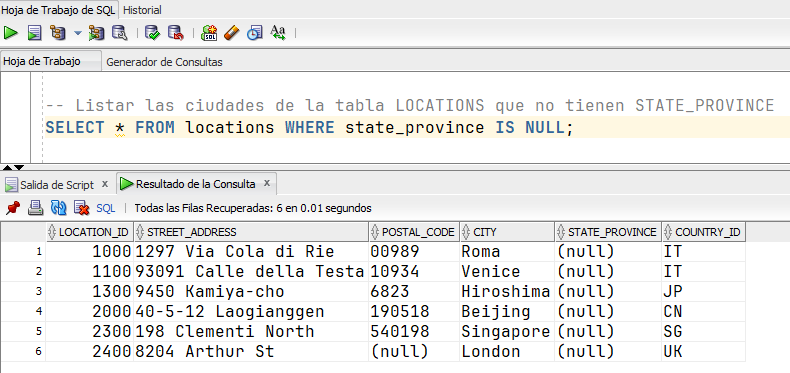 Hoja de Trabajo de SQL Historial
SQL Aa
Hoja de Trabajo Generador de Consultas
-- Listar las ciudades de la tabla LOCATIONS que no tienen STATE_PROVINCE
SELECT * FROM locations WHERE state_province IS NULL;
Salida de Script x Resultado de la Consulta x
SQL | Todas las Filas Recuperadas: 6 en 0.01 segundos
LOCATION_ID STREET_ADDRESS POSTAL_CODE CITY STATE_PROVINCE COUNTRY_ID
1 1000 1297 Via Cola di Rie 00989 Roma (null) IT
2 1100 93091 Calle della Testa 10934 Venice (null) IT
3 1300 9450 Kamiya-cho 6823 Hiroshima (null) JP
4 2000 40-5-12 Laogianggen 190518 Beijing (null) CN
5 2300 198 Clementi North 540198 Singapore (null) SG
6 2400 8204 Arthur St (null) London (null) UK